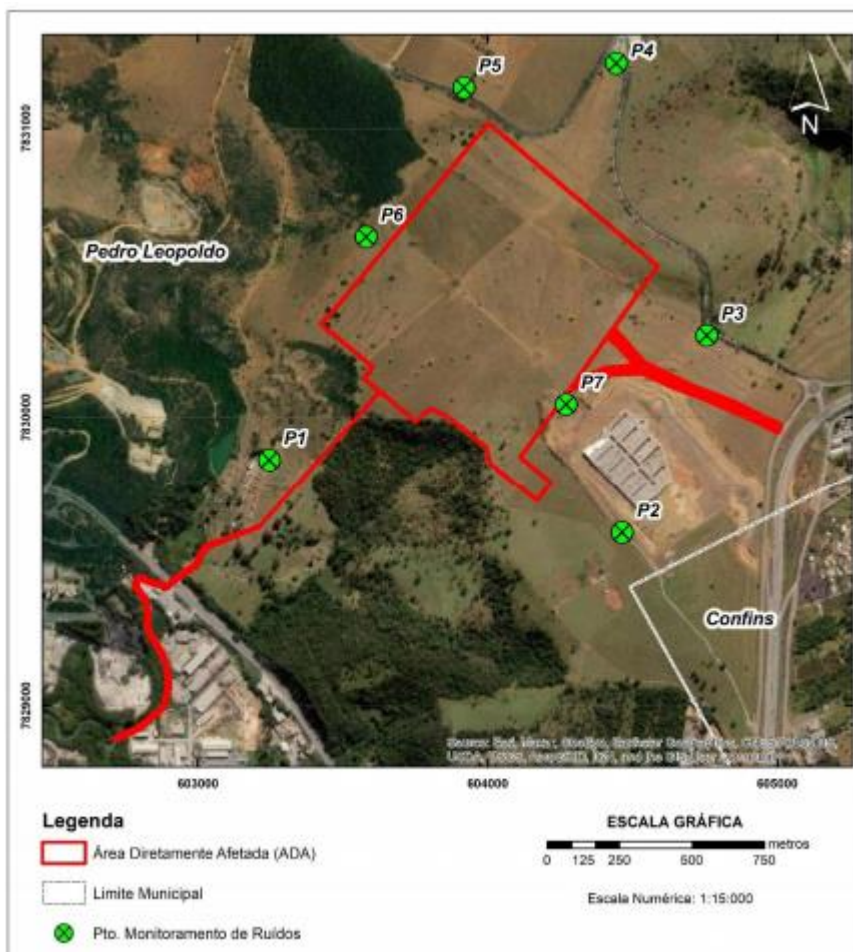 P5
P4
N
7831000
P6
Pedro Leopoldo
P3
P7
7830000
P1
P2
Confins
7829000
603000
604000
605000
Legenda
Área Diretamente Afetada (ADA)
Limite Municipal
Pto. Monitoramento de Ruídos
ESCALA GRÁFICA
metros
0 125 250 500 750
Escala Numérica: 1:15:000